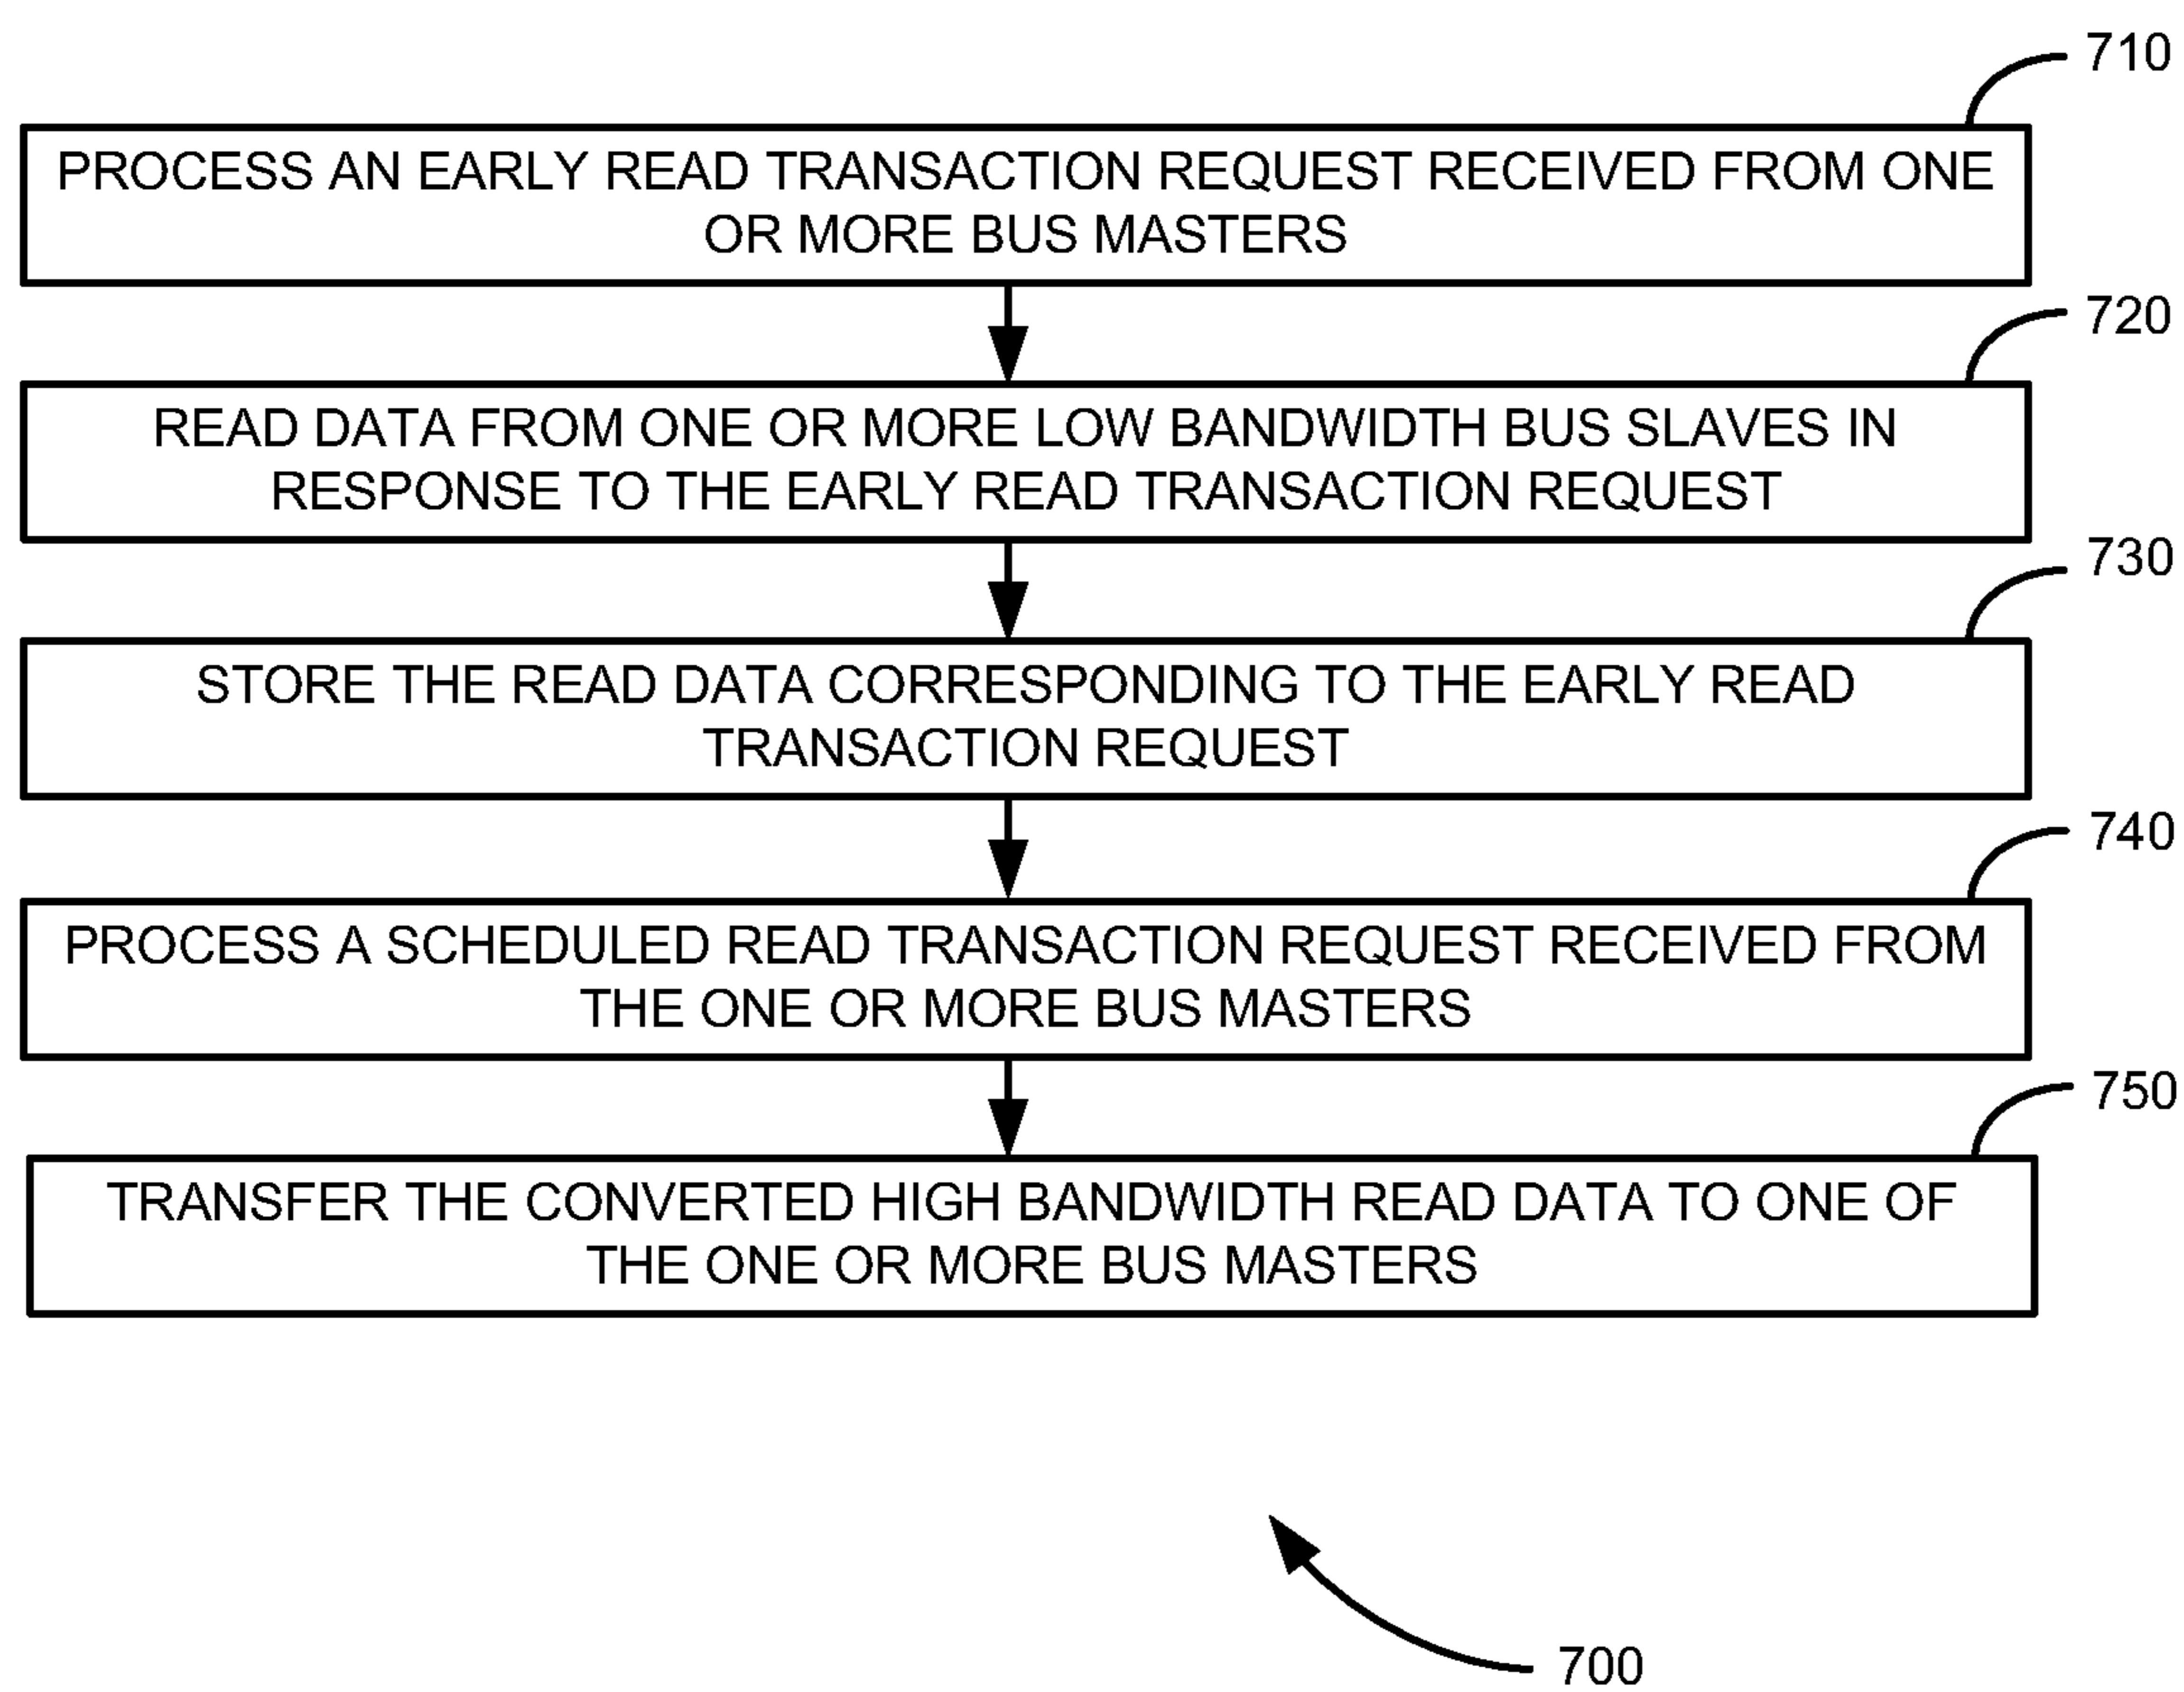 710
PROCESS AN EARLY READ TRANSACTION REQUEST RECEIVED FROM ONE
OR MORE BUS MASTERS
720
READ DATA FROM ONE OR MORE LOW BANDWIDTH BUS SLAVES IN
RESPONSE TO THE EARLY READ TRANSACTION REQUEST
730
STORE THE READ DATA CORRESPONDING TO THE EARLY READ
TRANSACTION REQUEST
740
PROCESS A SCHEDULED READ TRANSACTION REQUEST RECEIVED FROM
THE ONE OR MORE BUS MASTERS
750
TRANSFER THE CONVERTED HIGH BANDWIDTH READ DATA TO ONE OF
THE ONE OR MORE BUS MASTERS
700